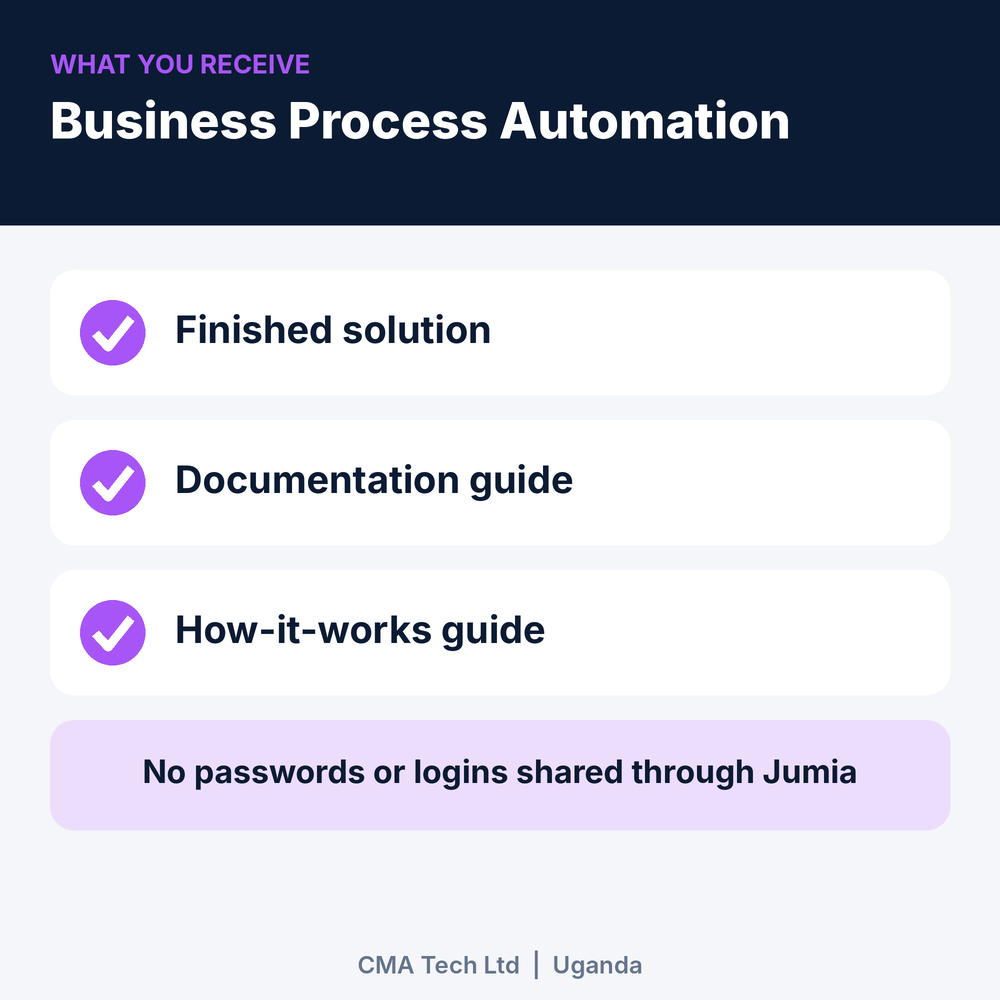 WHAT YOU RECEIVE
Business Process Automation
Finished solution
Documentation guide
How-it-works guide
No passwords or logins shared through Jumia
CMA Tech Ltd | Uganda